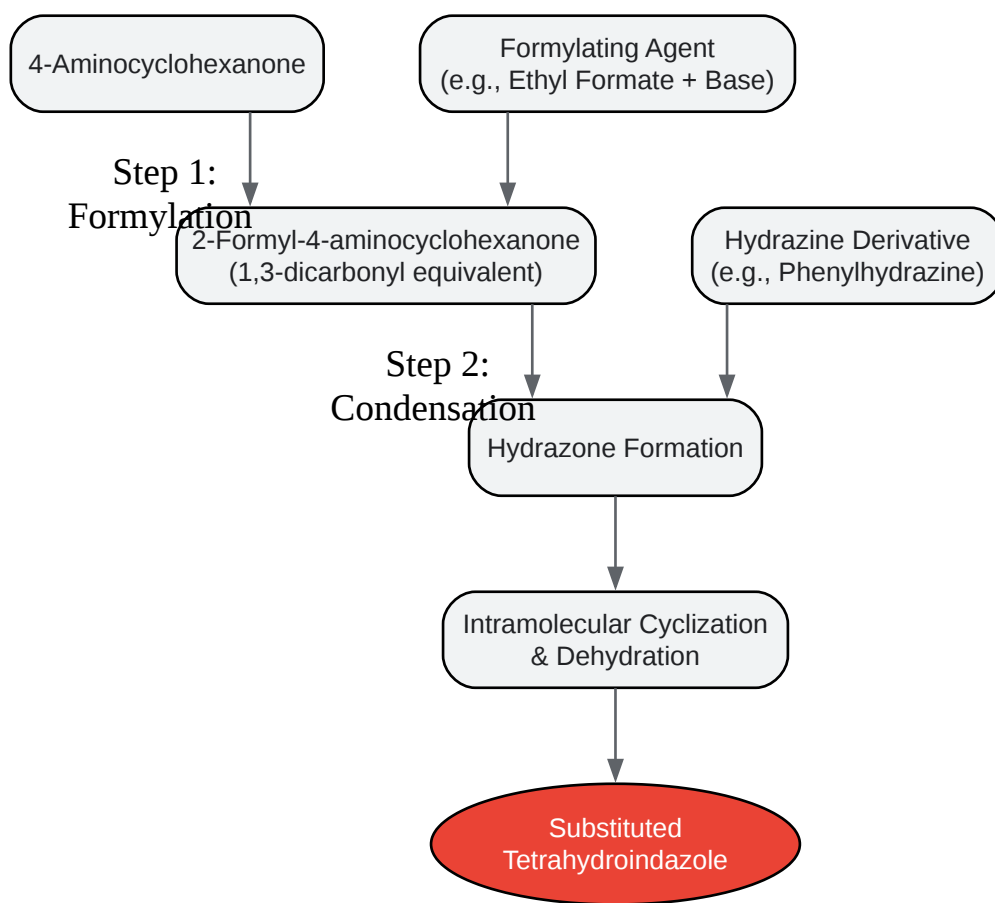 4-Aminocyclohexanone
Formylating Agent
(e.g., Ethyl Formate + Base)
Step 1:
Formylation
2-Formyl-4-aminocyclohexanone
(1,3-dicarbonyl equivalent)
Hydrazine Derivative
(e.g., Phenylhydrazine)
Step 2:
Condensation
Hydrazone Formation
Intramolecular Cyclization
& Dehydration
Substituted
Tetrahydroindazole